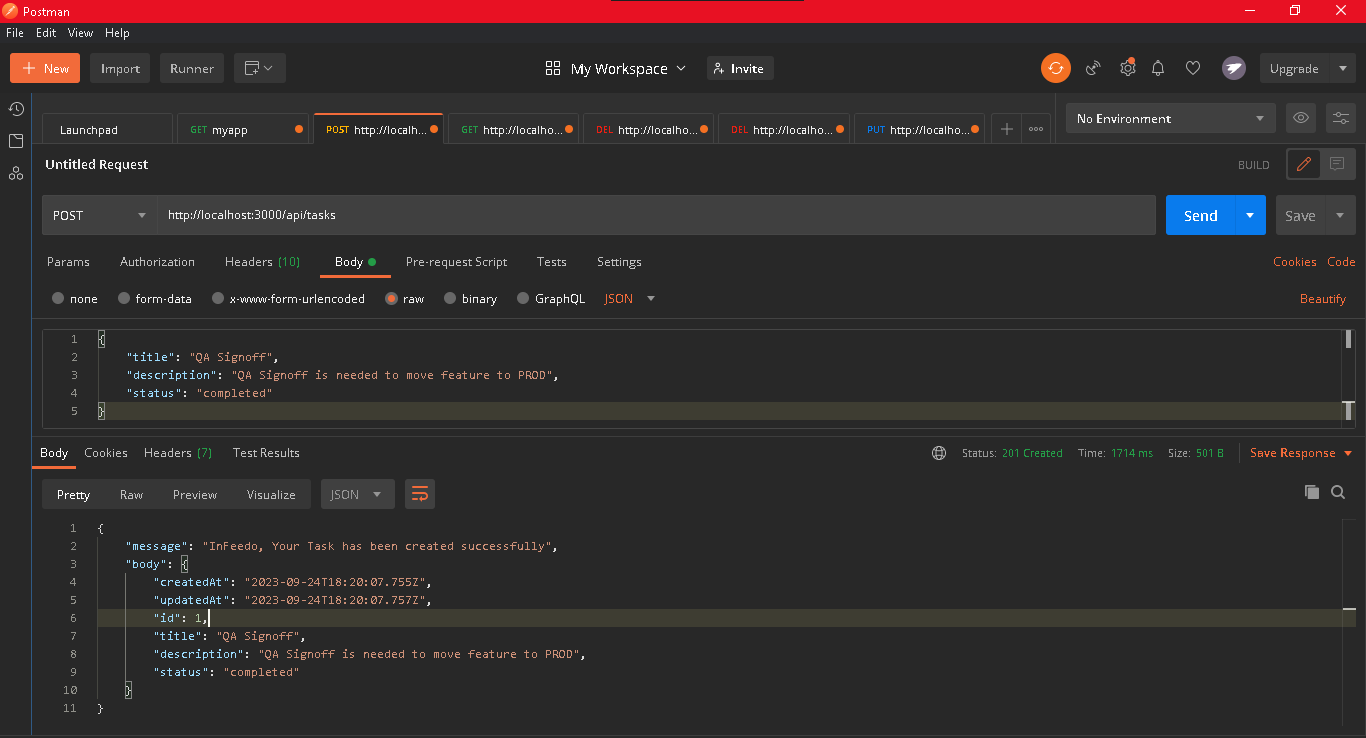 Postman
File Edit View Help
New Import Runner My Workspace Invite Upgrade
Launchpad GET myapp POST http://localh... GET http://localho... DEL http://localho... DEL http://localho... PUT http://localho... No Environment
Untitled Request BUILD
POST http://localhost:3000/api/tasks Send Save
Params Authorization Headers (10) Body Pre-request Script Tests Settings Cookies Code
none form-data x-www-form-urlencoded raw binary GraphQL JSON Beautify
1 {
2 "title": "QA Signoff",
3 "description": "QA Signoff is needed to move feature to PROD",
4 "status": "completed"
5 }
Body Cookies Headers (7) Test Results Status: 201 Created Time: 1714 ms Size: 501 B Save Response
Pretty Raw Preview Visualize JSON
1 {
2 "message": "InFeedo, Your Task has been created successfully",
3 "body": {
4 "createdAt": "2023-09-24T18:20:07.755Z",
5 "updatedAt": "2023-09-24T18:20:07.757Z",
6 "id": 1,
7 "title": "QA Signoff",
8 "description": "QA Signoff is needed to move feature to PROD",
9 "status": "completed"
10 }
11 }